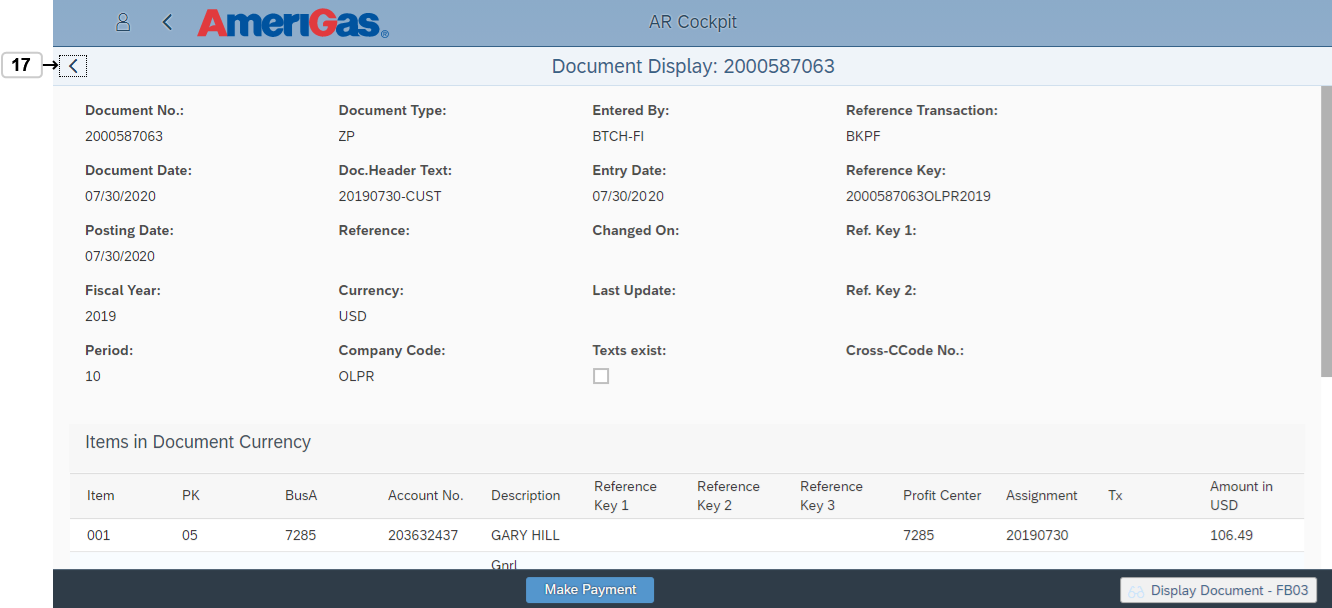 AmeriGas® AR Cockpit
17 Document Display: 2000587063
Document No.: Document Type: Entered By: Reference Transaction:
2000587063 ZP BTCH-FI BKPF
Document Date: Doc.Header Text: Entry Date: Reference Key:
07/30/2020 20190730-CUST 07/30/2020 2000587063OLPR2019
Posting Date: Reference: Changed On: Ref. Key 1:
07/30/2020
Fiscal Year: Currency: Last Update: Ref. Key 2:
2019 USD
Period: Company Code: Texts exist: Cross-CCode No.:
10 OLPR
Items in Document Currency
Item PK BusA Account No. Description Reference Key 1 Reference Key 2 Reference Key 3 Profit Center Assignment Tx Amount in USD
001 05 7285 203632437 GARY HILL 7285 20190730 106.49
Gnrl
Make Payment Display Document - FB03